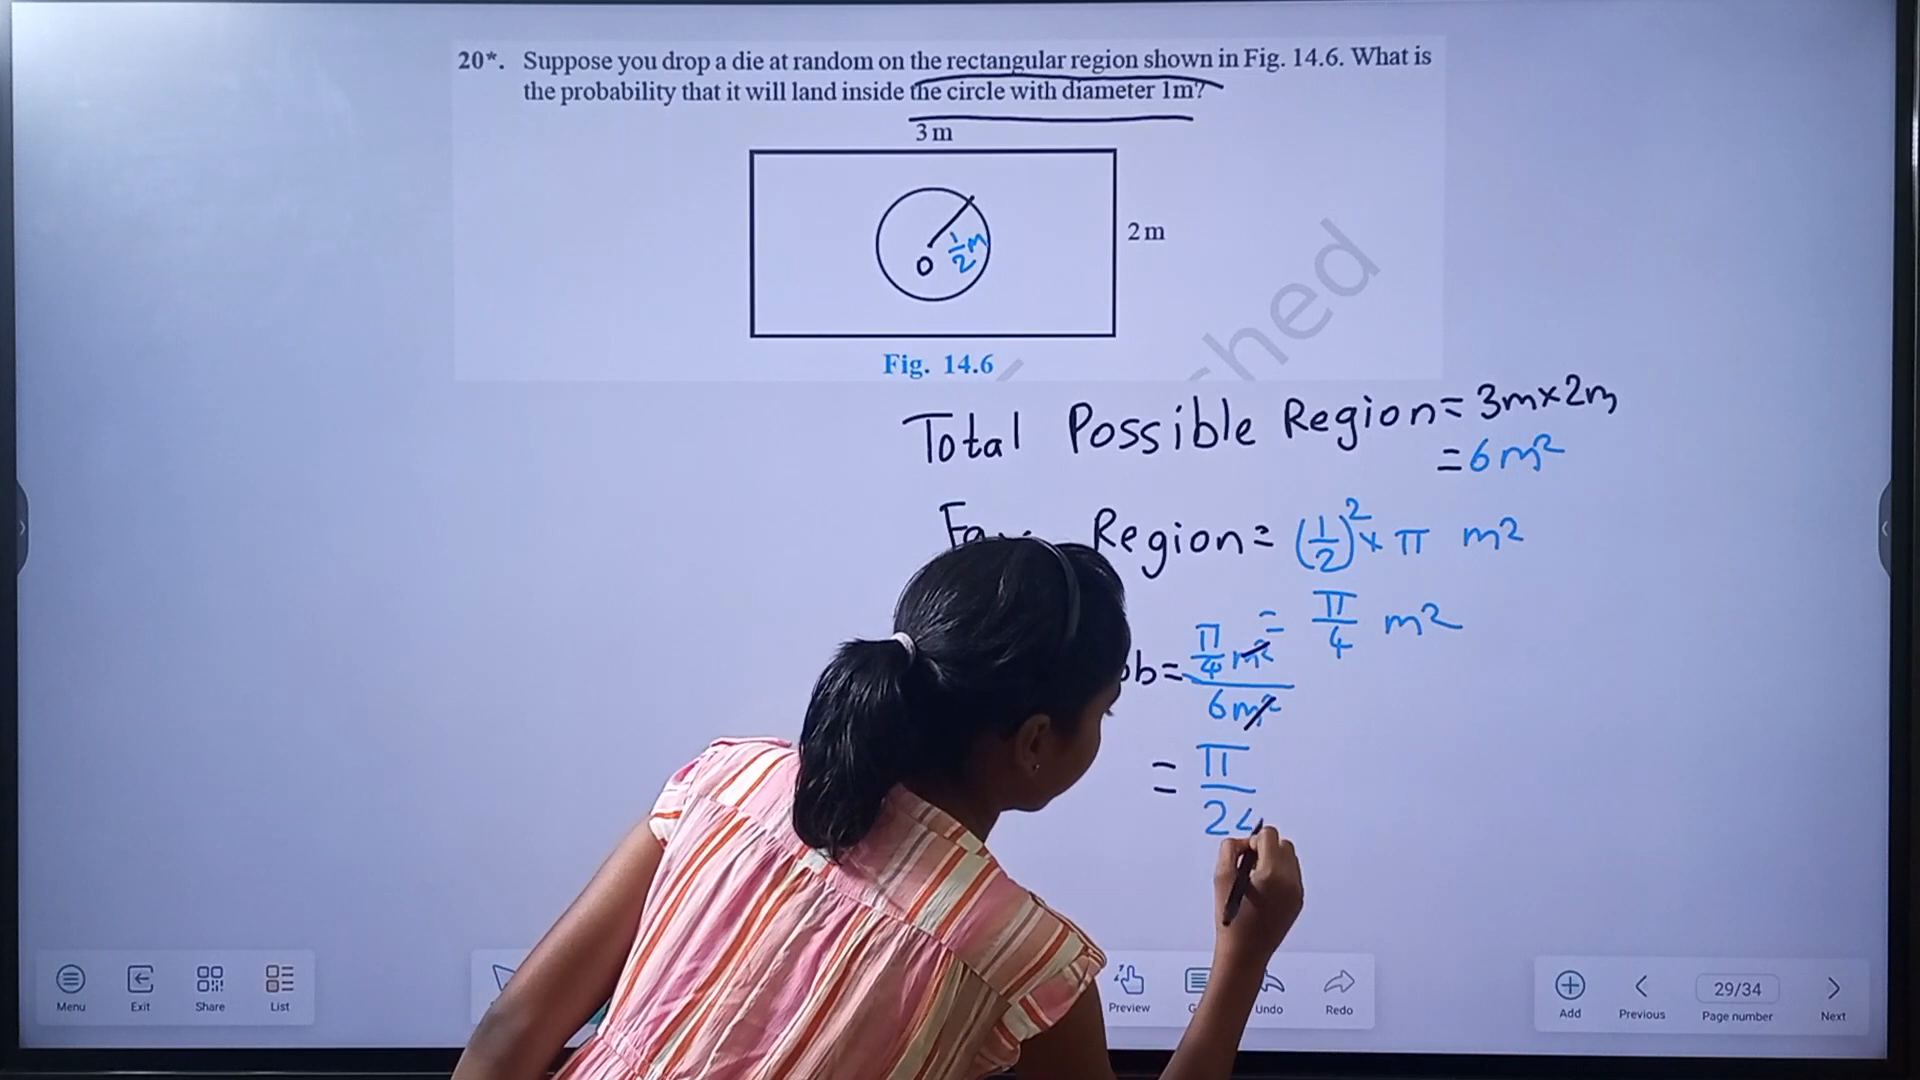 20*. Suppose you drop a die at random on the rectangular region shown in Fig. 14.6. What is
the probability that it will land inside the circle with diameter 1m?
3 m
2 m
1/2 m
O
Fig. 14.6
shed
Total Possible Region = 3m×2m
= 6m²
Region = (1/2)² × π m²
= π/4 m²
b = π/4 m² / 6m²
= π/24
Menu
Exit
Share
List
Preview
Undo
Redo
Add
Previous
29/34
Page number
Next